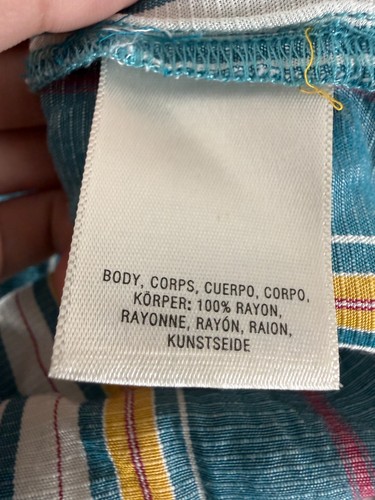 BODY, CORPS, CUERPO, CORPO,
KÖRPER: 100% RAYON,
RAYONNE, RAYÓN, RAION,
KUNSTSEIDE